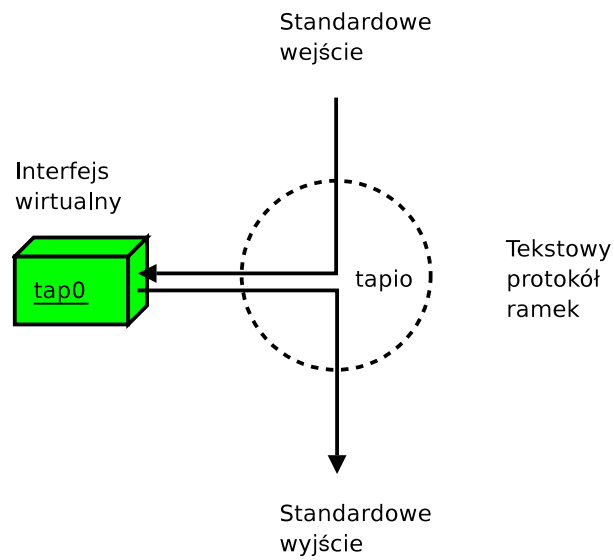 Standardowe
wejście
Interfejs
wirtualny
tap0
tapio
Tekstowy
protokół
ramek
Standardowe
wyjście